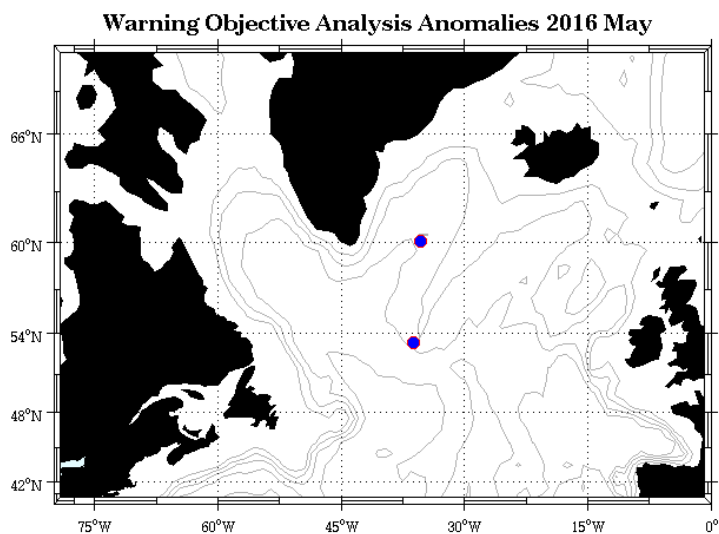 Warning Objective Analysis Anomalies 2016 May
66°N
60°N
54°N
48°N
42°N
75°W 60°W 45°W 30°W 15°W 0°